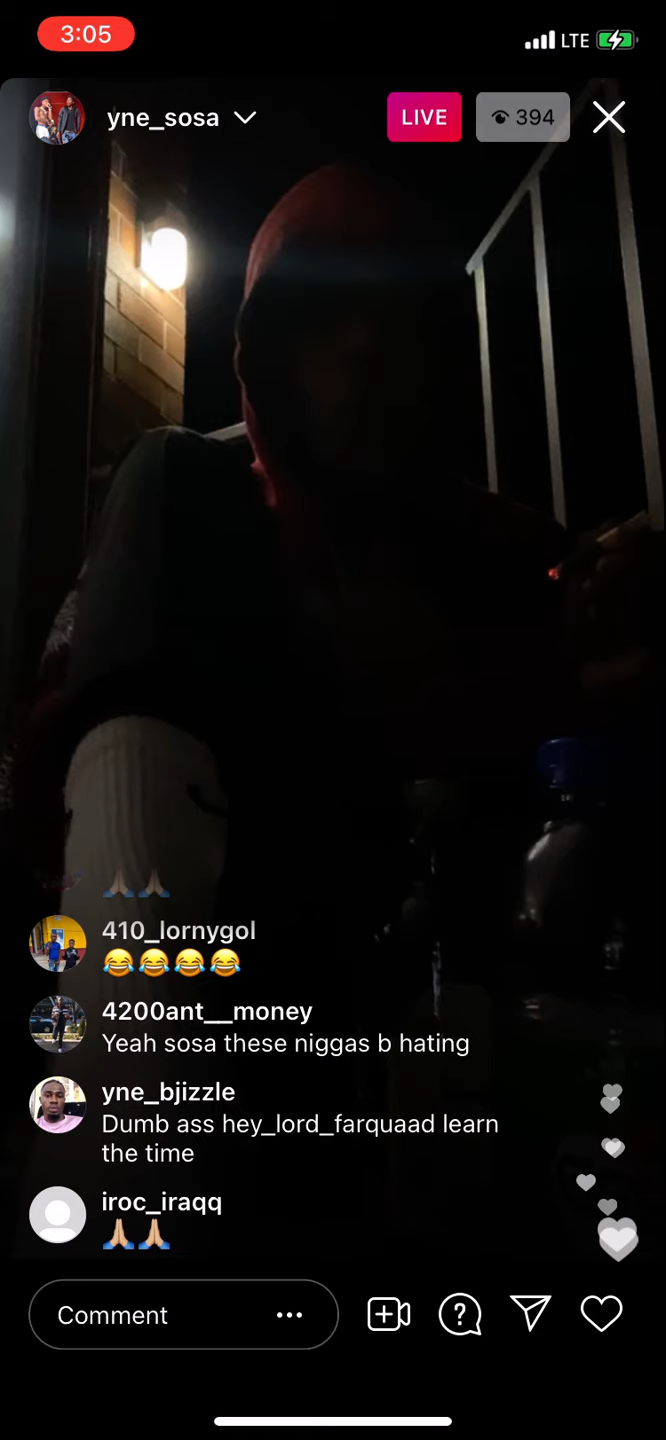 3:05
LTE
yne_sosa
LIVE
394
410_lornygol
😂😂😂😂
4200ant__money
Yeah sosa these niggas b hating
yne_bjizzle
Dumb ass hey_lord_farquaad learn
the time
iroc_iraqq
🙏🏼🙏🏼
Comment